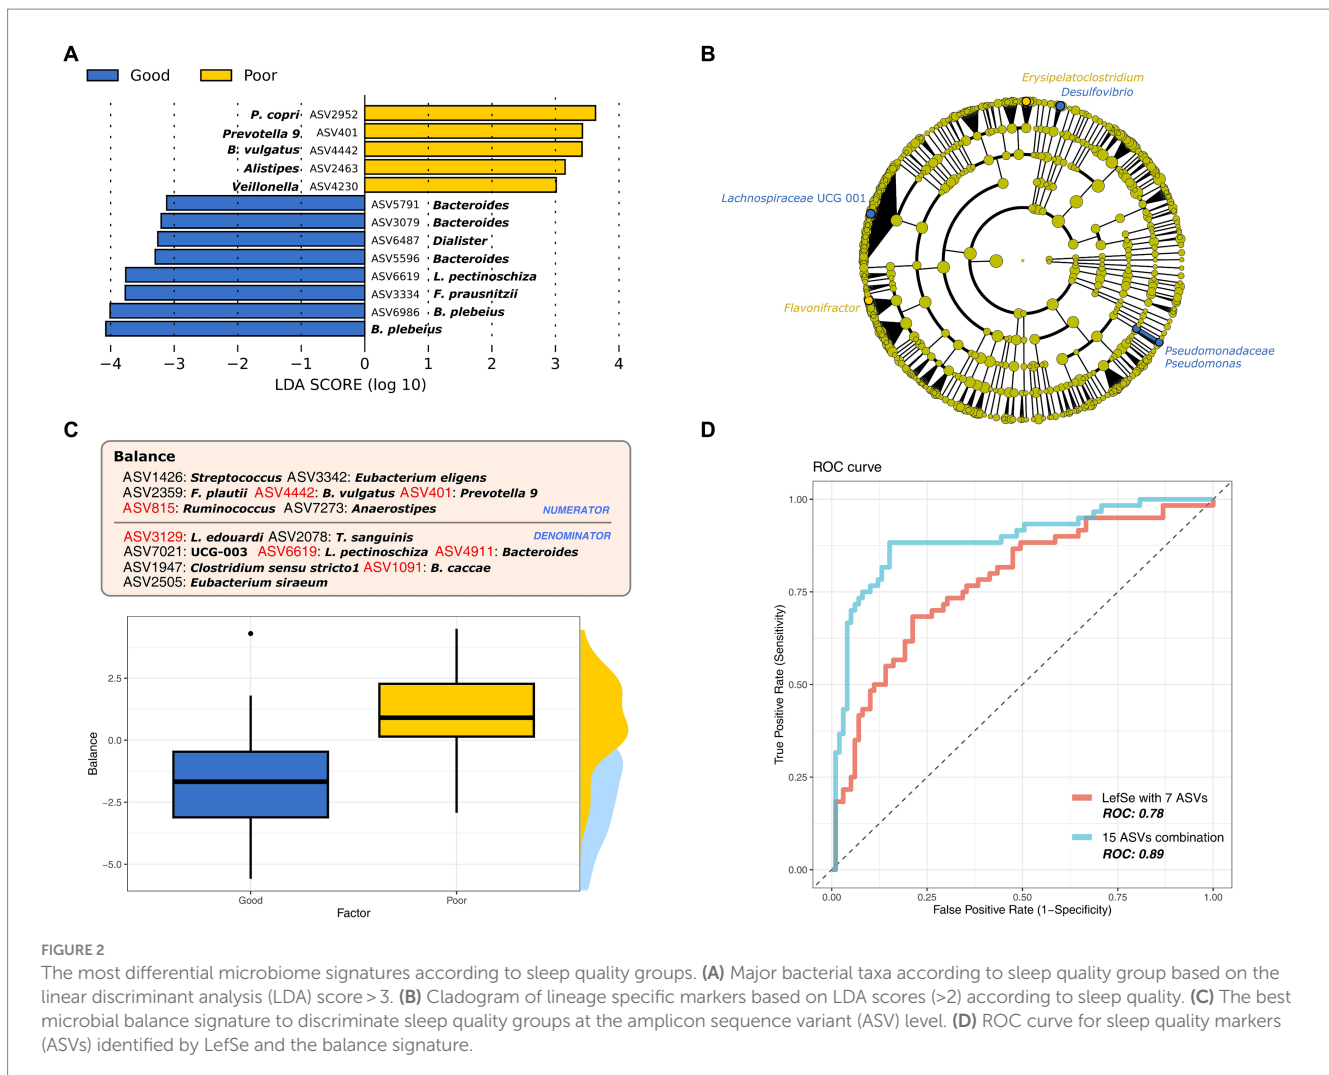 A
Good
Poor
P. copri ASV2952
Prevotella 9 ASV401
B. vulgatus ASV4442
Alistipes ASV2463
Veillonella ASV4230
ASV5791 Bacteroides
ASV3079 Bacteroides
ASV6487 Dialister
ASV5596 Bacteroides
ASV6619 L. pectinoschiza
ASV3334 F. prausnitzii
ASV6986 B. plebeius
B. plebeius
−4 −3 −2 −1 0 1 2 3 4
LDA SCORE (log 10)
B
Erysipelatoclostridium
Desulfovibrio
Lachnospiraceae UCG 001
Flavonifractor
Pseudomonadaceae
Pseudomonas
C
Balance
ASV1426: Streptococcus ASV3342: Eubacterium eligens
ASV2359: F. plautii ASV4442: B. vulgatus ASV401: Prevotella 9
ASV815: Ruminococcus ASV7273: Anaerostipes
NUMERATOR
ASV3129: L. edouardi ASV2078: T. sanguinis
DENOMINATOR
ASV7021: UCG-003 ASV6619: L. pectinoschiza ASV4911: Bacteroides
ASV1947: Clostridium sensu stricto1 ASV1091: B. caccae
ASV2505: Eubacterium siraeum
2.5
0.0
−2.5
−5.0
Balance
Good Poor
Factor
D
ROC curve
1.00
0.75
0.50
0.25
0.00
True Positive Rate (Sensitivity)
LefSe with 7 ASVs
ROC: 0.78
15 ASVs combination
ROC: 0.89
0.00 0.25 0.50 0.75 1.00
False Positive Rate (1−Specificity)
FIGURE 2
The most differential microbiome signatures according to sleep quality groups. (A) Major bacterial taxa according to sleep quality group based on the
linear discriminant analysis (LDA) score > 3. (B) Cladogram of lineage specific markers based on LDA scores (>2) according to sleep quality. (C) The best
microbial balance signature to discriminate sleep quality groups at the amplicon sequence variant (ASV) level. (D) ROC curve for sleep quality markers
(ASVs) identified by LefSe and the balance signature.